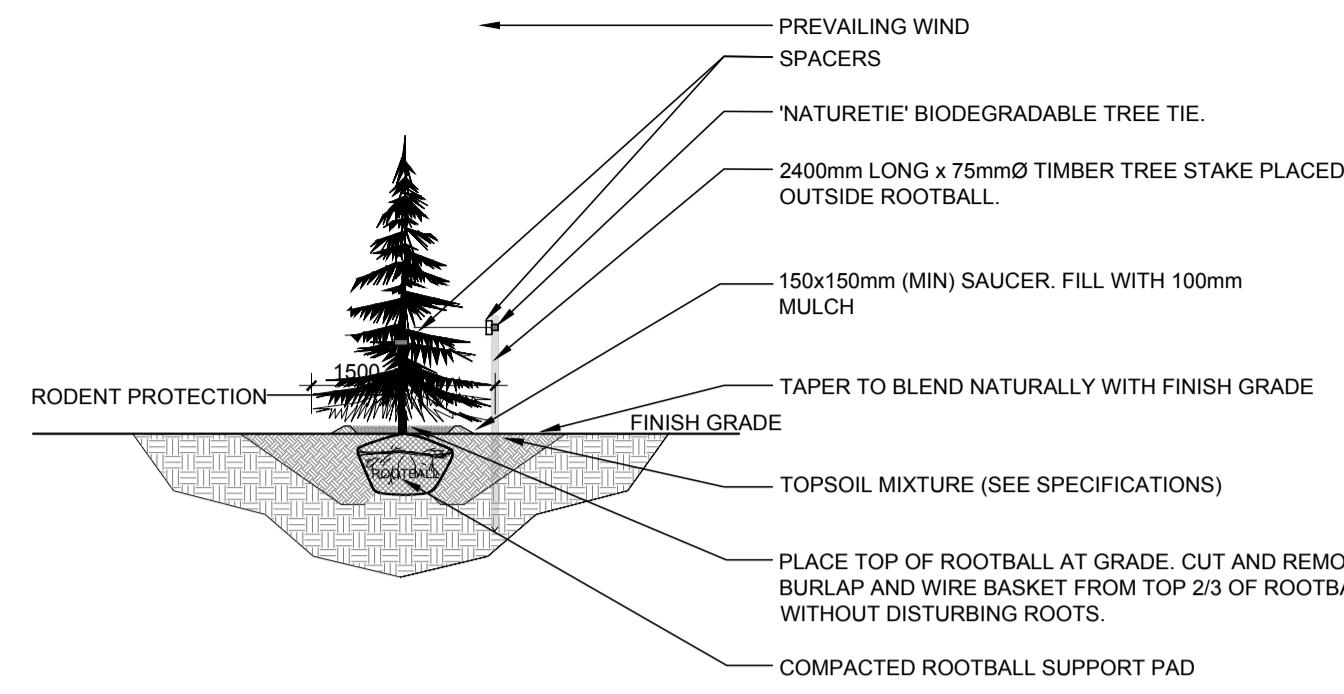 PREVAILING WIND
SPACERS
'NATURETIE' BIODEGRADABLE TREE TIE.
2400mm LONG x 75mmØ TIMBER TREE STAKE PLACED
OUTSIDE ROOTBALL.
150x150mm (MIN) SAUCER. FILL WITH 100mm
MULCH
1500
RODENT PROTECTION
TAPER TO BLEND NATURALLY WITH FINISH GRADE
FINISH GRADE
ROOTBALL
TOPSOIL MIXTURE (SEE SPECIFICATIONS)
PLACE TOP OF ROOTBALL AT GRADE. CUT AND REMO
BURLAP AND WIRE BASKET FROM TOP 2/3 OF ROOTBA
WITHOUT DISTURBING ROOTS.
COMPACTED ROOTBALL SUPPORT PAD